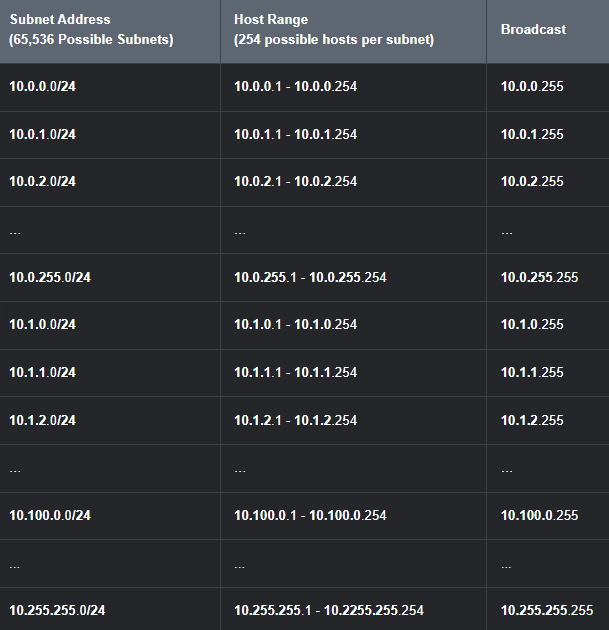 Subnet Address Host Range Broadcast
(65,536 Possible Subnets) (254 possible hosts per subnet)
10.0.0.0/24 10.0.0.1 - 10.0.0.254 10.0.0.255
10.0.1.0/24 10.0.1.1 - 10.0.1.254 10.0.1.255
10.0.2.0/24 10.0.2.1 - 10.0.2.254 10.0.2.255
... ... ...
10.0.255.0/24 10.0.255.1 - 10.0.255.254 10.0.255.255
10.1.0.0/24 10.1.0.1 - 10.1.0.254 10.1.0.255
10.1.1.0/24 10.1.1.1 - 10.1.1.254 10.1.1.255
10.1.2.0/24 10.1.2.1 - 10.1.2.254 10.1.2.255
... ... ...
10.100.0.0/24 10.100.0.1 - 10.100.0.254 10.100.0.255
... ... ...
10.255.255.0/24 10.255.255.1 - 10.2255.255.254 10.255.255.255